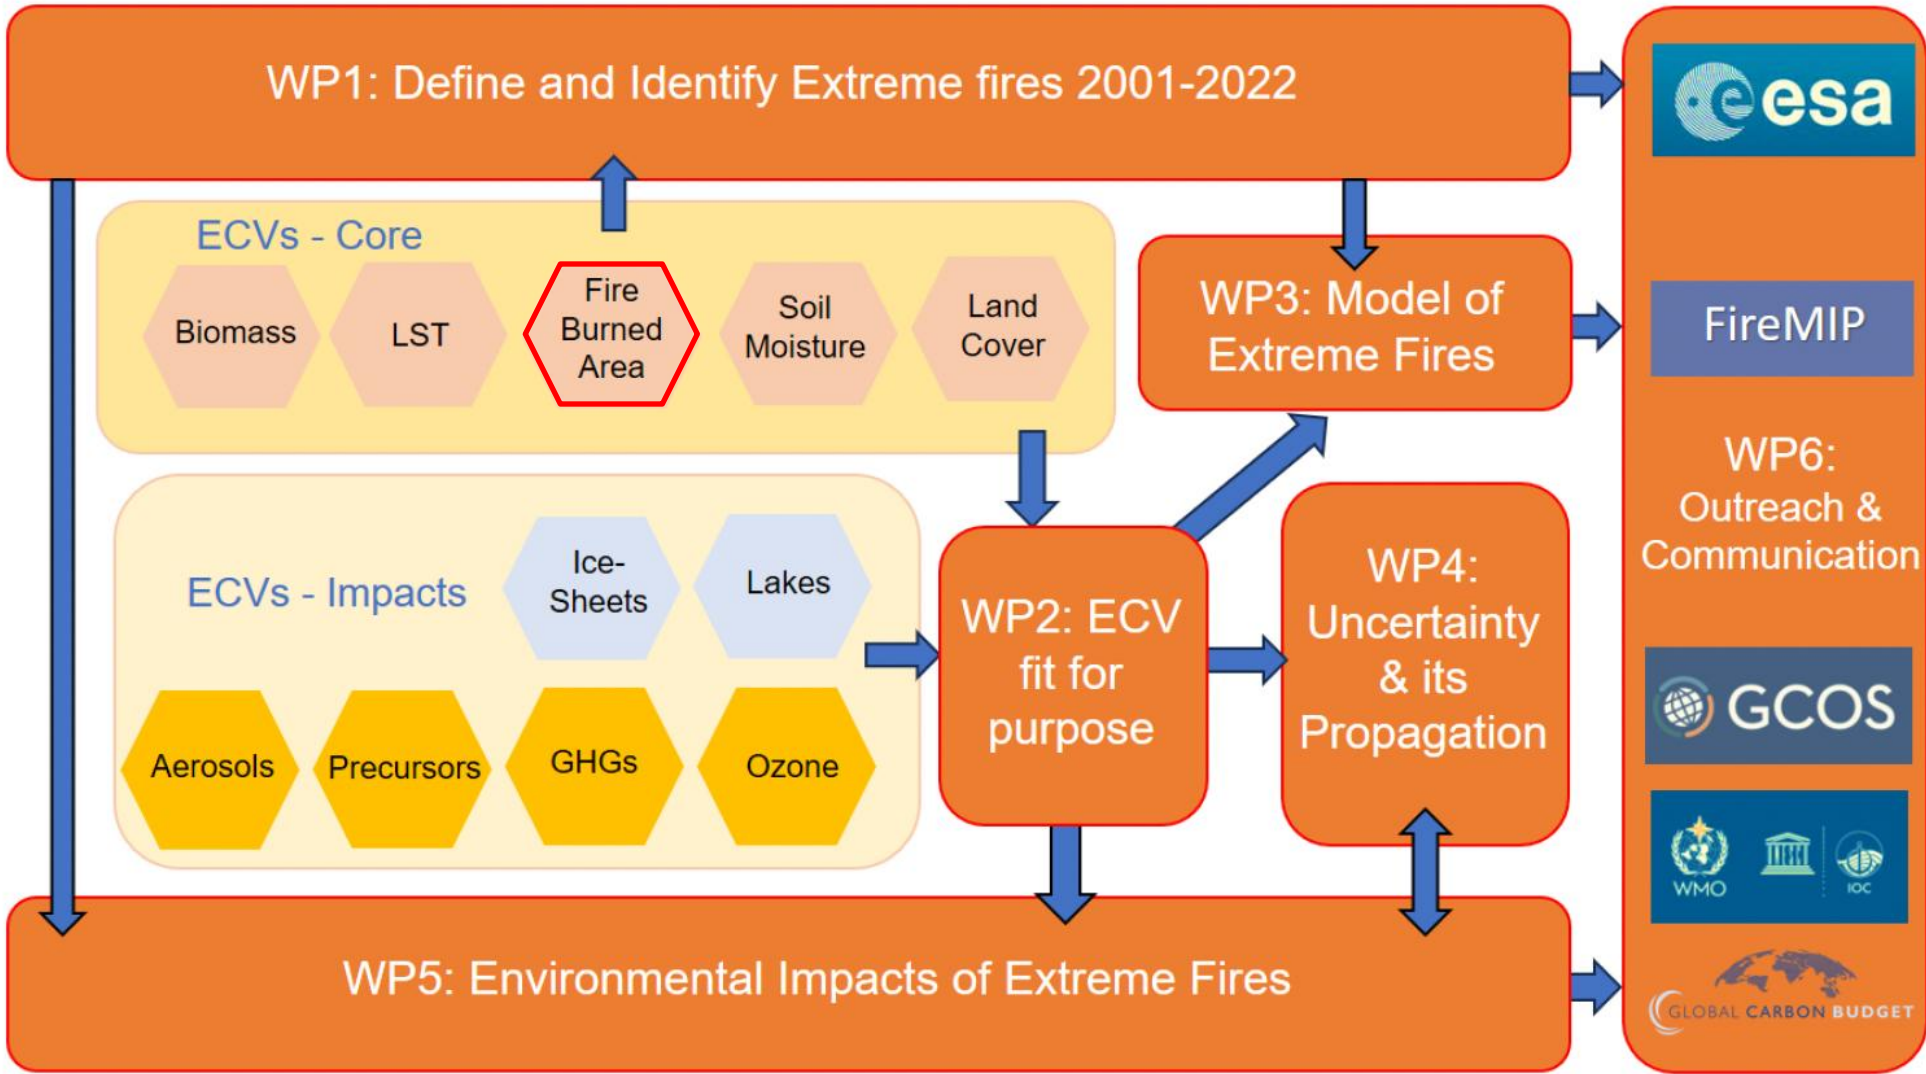 WP1: Define and Identify Extreme fires 2001-2022
esa
ECVs - Core
Biomass
LST
Fire
Burned
Area
Soil
Moisture
Land
Cover
WP3: Model of
Extreme Fires
FireMIP
WP6:
Outreach &
Communication
ECVs - Impacts
Ice-
Sheets
Lakes
Aerosols
Precursors
GHGs
Ozone
WP2: ECV
fit for
purpose
WP4:
Uncertainty
& its
Propagation
GCOS
WMO
IOC
WP5: Environmental Impacts of Extreme Fires
GLOBAL CARBON BUDGET